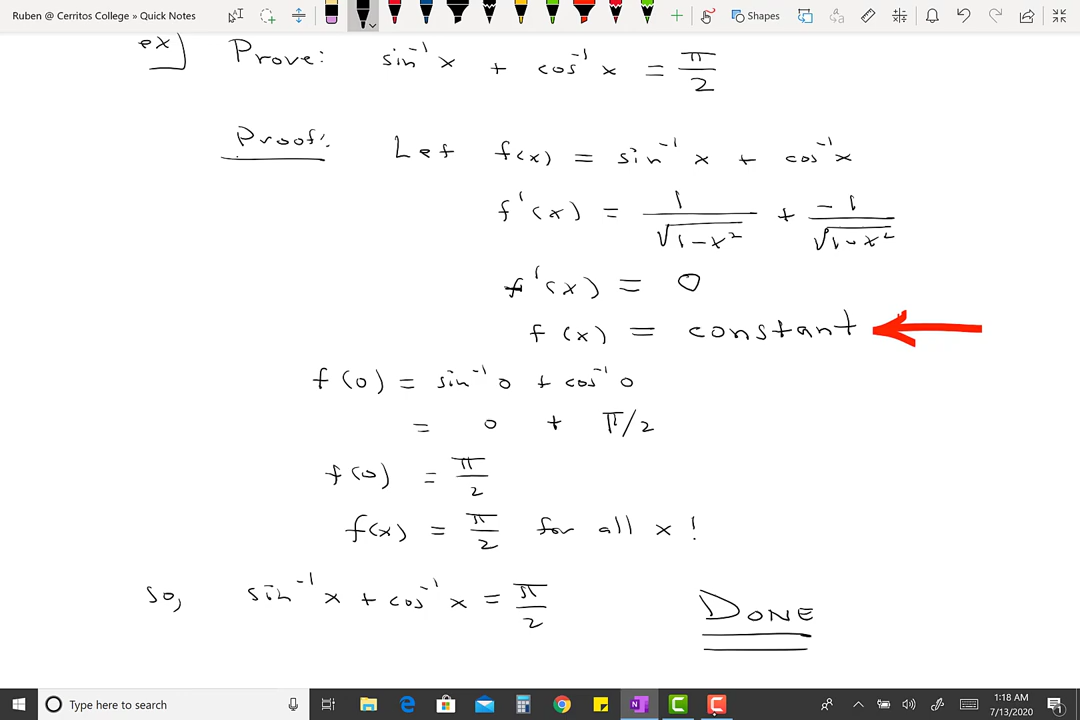 Ruben @ Cerritos College » Quick Notes Shapes
ex) Prove: sin⁻¹ x + cos⁻¹ x = π/2
Proof: Let f(x) = sin⁻¹ x + cos⁻¹ x
f'(x) = 1/√(1-x²) + -1/√(1-x²)
f'(x) = 0
f(x) = constant
f(0) = sin⁻¹ 0 + cos⁻¹ 0
= 0 + π/2
f(0) = π/2
f(x) = π/2 for all x!
so, sin⁻¹ x + cos⁻¹ x = π/2 DONE
Type here to search 1:18 AM
7/13/2020